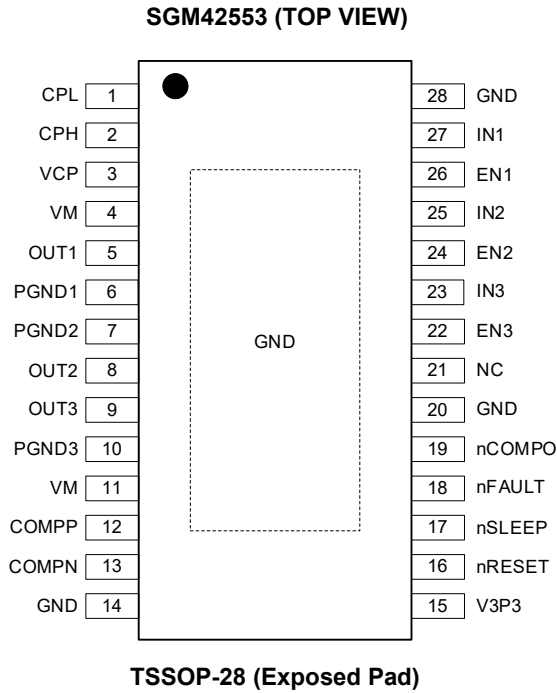 SGM42553 (TOP VIEW)
CPL 1 28 GND
CPH 2 27 IN1
VCP 3 26 EN1
VM 4 25 IN2
OUT1 5 24 EN2
PGND1 6 23 IN3
PGND2 7 22 EN3
GND
OUT2 8 21 NC
OUT3 9 20 GND
PGND3 10 19 nCOMPO
VM 11 18 nFAULT
COMPP 12 17 nSLEEP
COMPN 13 16 nRESET
GND 14 15 V3P3
TSSOP-28 (Exposed Pad)